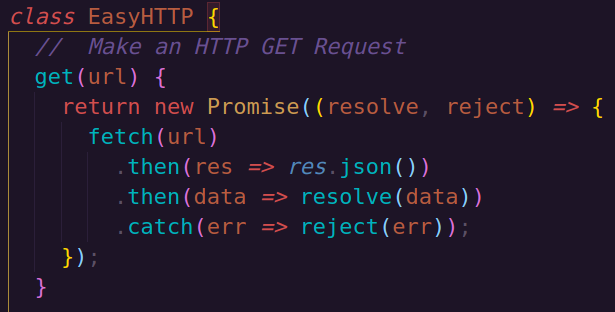 class EasyHTTP {
  //  Make an HTTP GET Request
  get(url) {
    return new Promise((resolve, reject) => {
      fetch(url)
        .then(res => res.json())
        .then(data => resolve(data))
        .catch(err => reject(err));
    });
  }